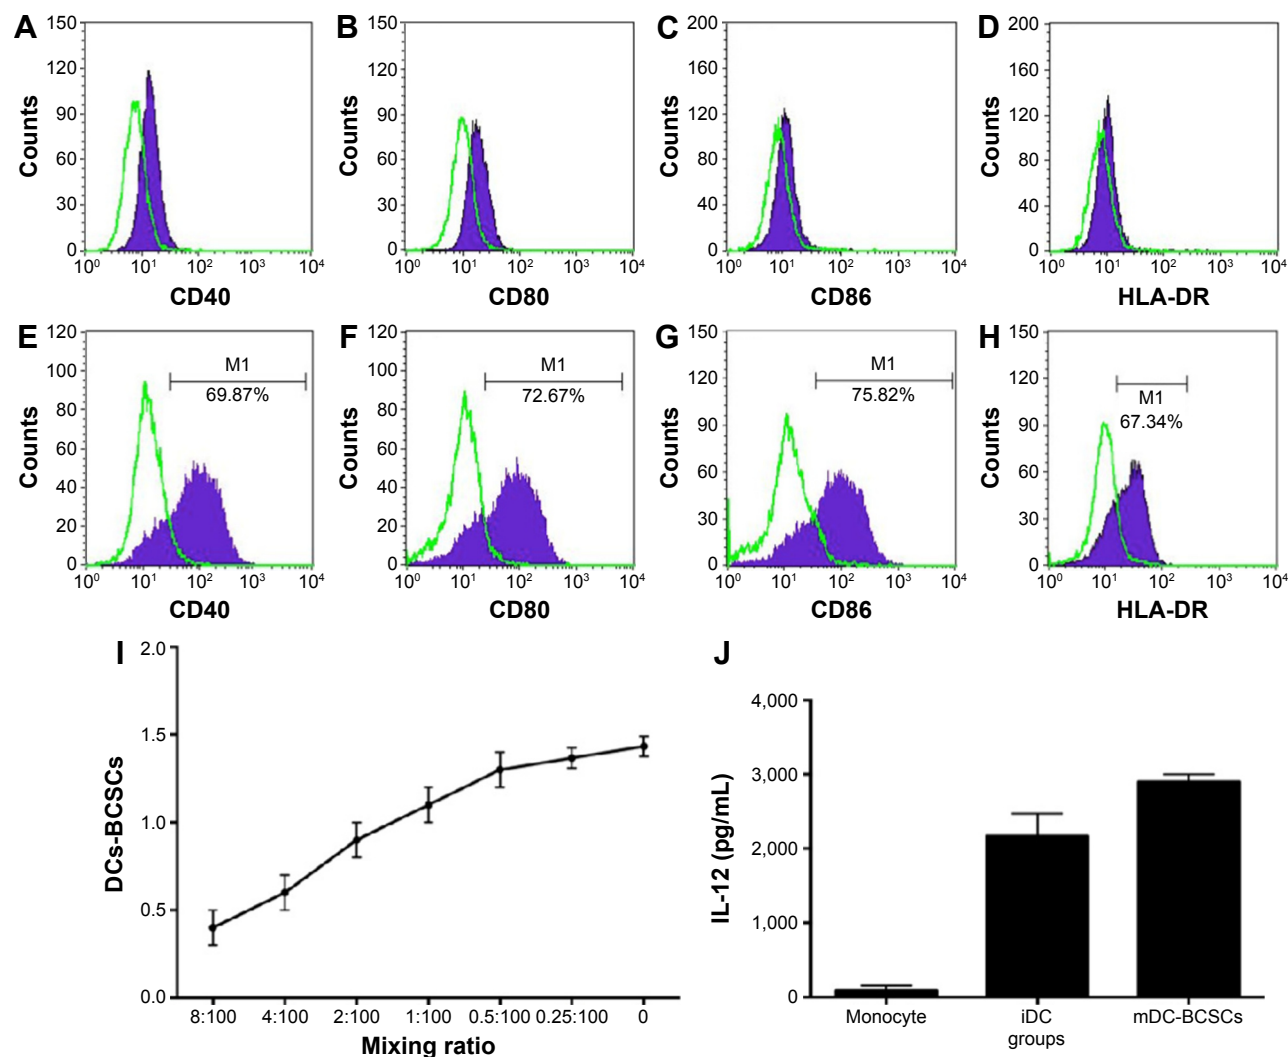 A
150
120
90
60
30
0
Counts
10⁰ 10¹ 10² 10³ 10⁴
CD40
B
150
120
90
60
30
0
Counts
10⁰ 10¹ 10² 10³ 10⁴
CD80
C
200
160
120
80
40
0
Counts
10⁰ 10¹ 10² 10³ 10⁴
CD86
D
200
160
120
80
40
0
Counts
10⁰ 10¹ 10² 10³ 10⁴
HLA-DR
E
120
100
80
60
40
20
0
Counts
M1
69.87%
10⁰ 10¹ 10² 10³ 10⁴
CD40
F
120
100
80
60
40
20
0
Counts
M1
72.67%
10⁰ 10¹ 10² 10³ 10⁴
CD80
G
150
120
90
60
30
0
Counts
M1
75.82%
10⁰ 10¹ 10² 10³ 10⁴
CD86
H
150
120
90
60
30
0
Counts
M1
67.34%
10⁰ 10¹ 10² 10³ 10⁴
HLA-DR
I
2.0
1.5
1.0
0.5
0.0
DCs-BCSCs
8:100 4:100 2:100 1:100 0.5:100 0.25:100 0
Mixing ratio
J
4,000
3,000
2,000
1,000
0
IL-12 (pg/mL)
Monocyte iDC mDC-BCSCs
groups